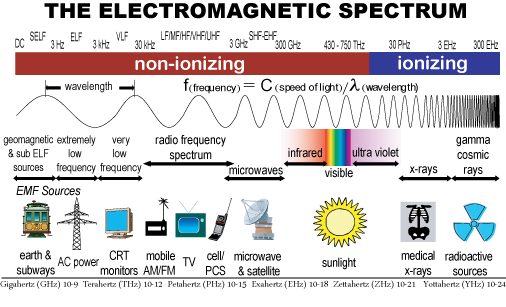 THE ELECTROMAGNETIC SPECTRUM
DC SELF ELF VLF LF/MF/HF/VHF/UHF SHF-EHF
3 Hz 3 kHz 30 kHz 3 GHz 300 GHz 430 - 750 THz 30 PHz 3 EHz 300 EHz
non-ionizing ionizing
wavelength f(frequency) = C (speed of light)/λ(wavelength)
geomagnetic & sub ELF sources
extremely low frequency
very low frequency
radio frequency spectrum
microwaves
infrared
visible
ultra violet
x-rays
gamma cosmic rays
EMF Sources
earth & subways
AC power
CRT monitors
mobile AM/FM
TV
cell/ PCS
microwave & satellite
sunlight
medical x-rays
radioactive sources
Gigahertz (GHz) 10-9 Terahertz (THz) 10-12 Petahertz (PHz) 10-15 Exahertz (EHz) 10-18 Zettahertz (ZHz) 10-21 Yottahertz (YHz) 10-24